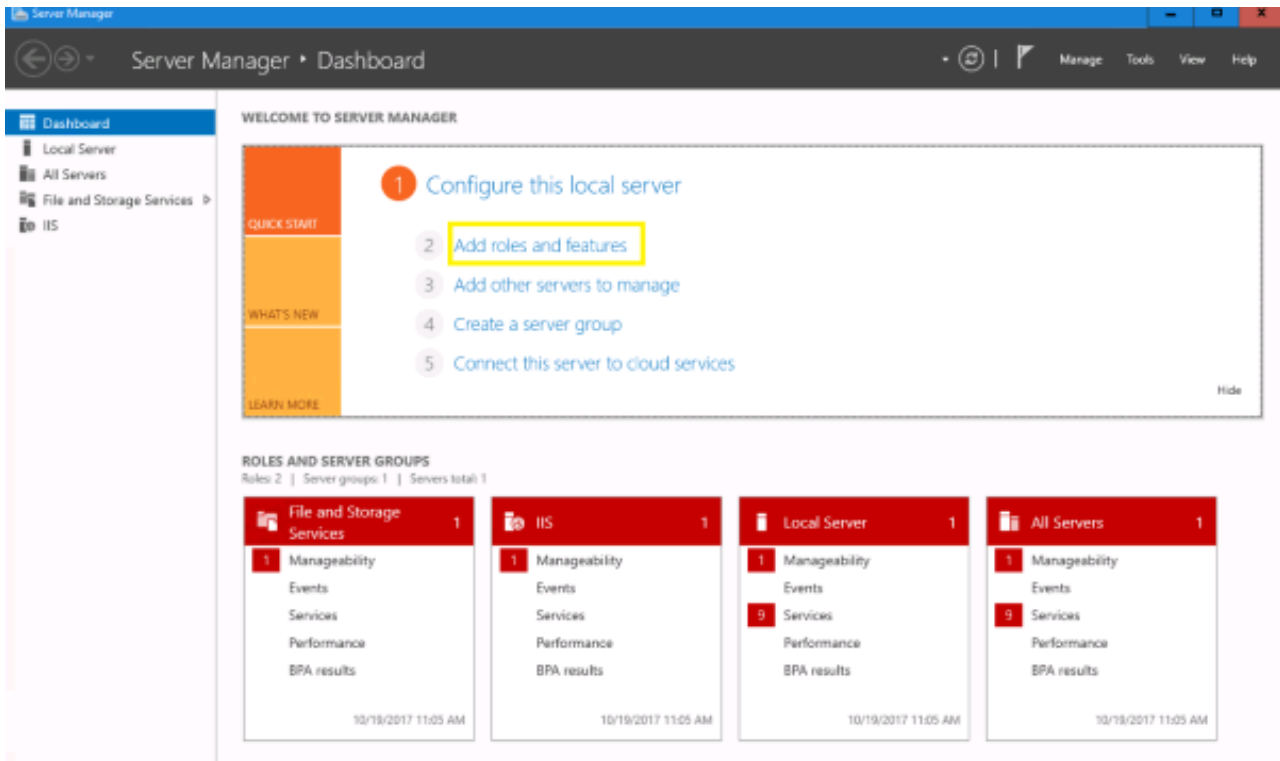 Server Manager
Server Manager • Dashboard
Manage Tools View Help
Dashboard
Local Server
All Servers
File and Storage Services
IIS
WELCOME TO SERVER MANAGER
QUICK START
WHAT'S NEW
LEARN MORE
1 Configure this local server
2 Add roles and features
3 Add other servers to manage
4 Create a server group
5 Connect this server to cloud services
Hide
ROLES AND SERVER GROUPS
Roles: 2 | Server groups: 1 | Servers total: 1
File and Storage
Services 1
1 Manageability
Events
Services
Performance
BPA results
10/19/2017 11:05 AM
IIS 1
1 Manageability
Events
Services
Performance
BPA results
10/19/2017 11:05 AM
Local Server 1
1 Manageability
Events
9 Services
Performance
BPA results
10/19/2017 11:05 AM
All Servers 1
1 Manageability
Events
9 Services
Performance
BPA results
10/19/2017 11:05 AM